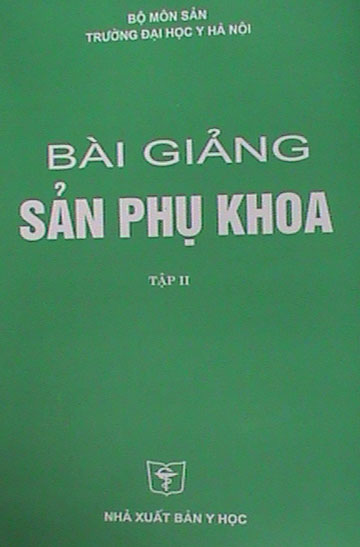 BỘ MÔN SẢN
TRƯỜNG ĐẠI HỌC Y HÀ NỘI
BÀI GIẢNG
SẢN PHỤ KHOA
TẬP II
NHÀ XUẤT BẢN Y HỌC